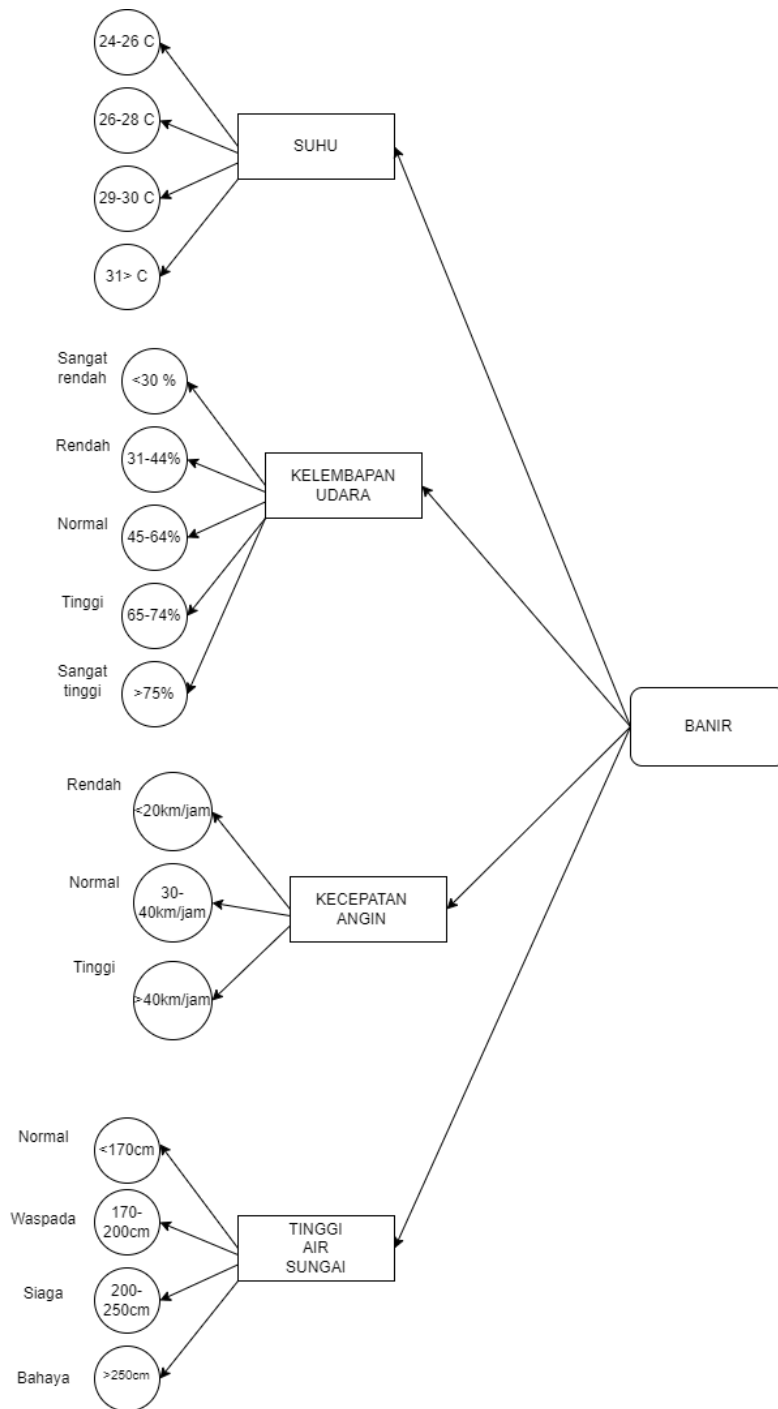 24-26 C
26-28 C
SUHU
29-30 C
31> C
Sangat
rendah
<30 %
Rendah
31-44%
KELEMBAPAN
UDARA
Normal
45-64%
Tinggi
65-74%
Sangat
tinggi
>75%
BANIR
Rendah
<20km/jam
Normal
30-
40km/jam
KECEPATAN
ANGIN
Tinggi
>40km/jam
Normal
<170cm
Waspada
170-
200cm
TINGGI
AIR
SUNGAI
Siaga
200-
250cm
Bahaya
>250cm